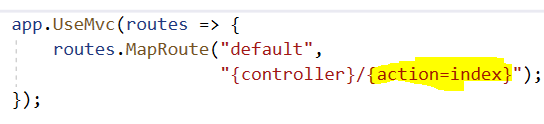 app.UseMvc(routes => {
routes.MapRoute("default",
"{controller}/{action=index}");
});